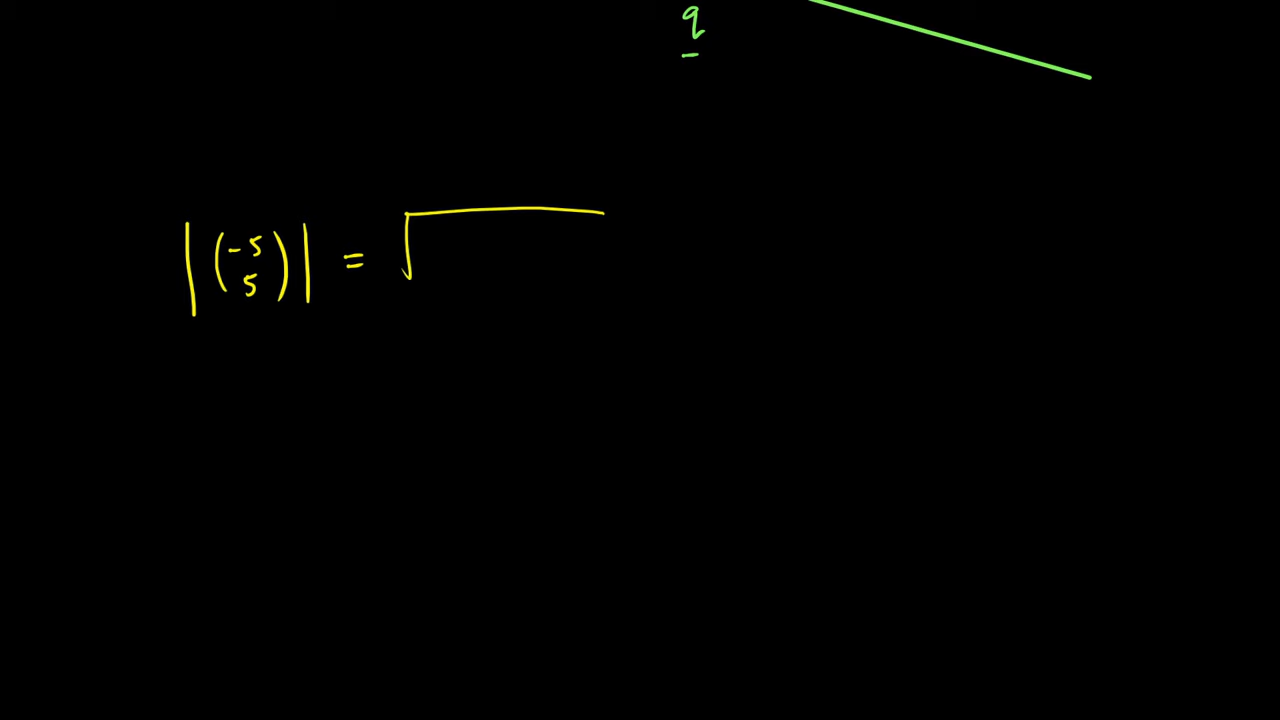 q
|(-5
5)| = √